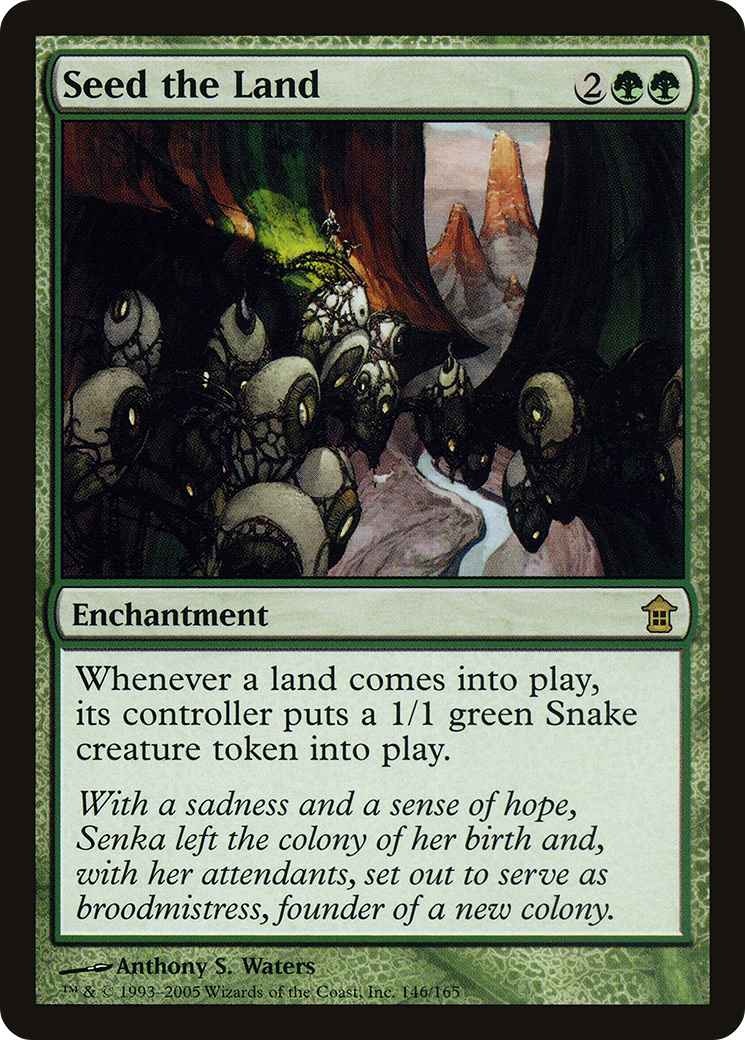 Seed the Land
2
Enchantment
Whenever a land comes into play,
its controller puts a 1/1 green Snake
creature token into play.
With a sadness and a sense of hope,
Senka left the colony of her birth and,
with her attendants, set out to serve as
broodmistress, founder of a new colony.
Anthony S. Waters
™ & © 1993–2005 Wizards of the Coast, Inc. 146/165